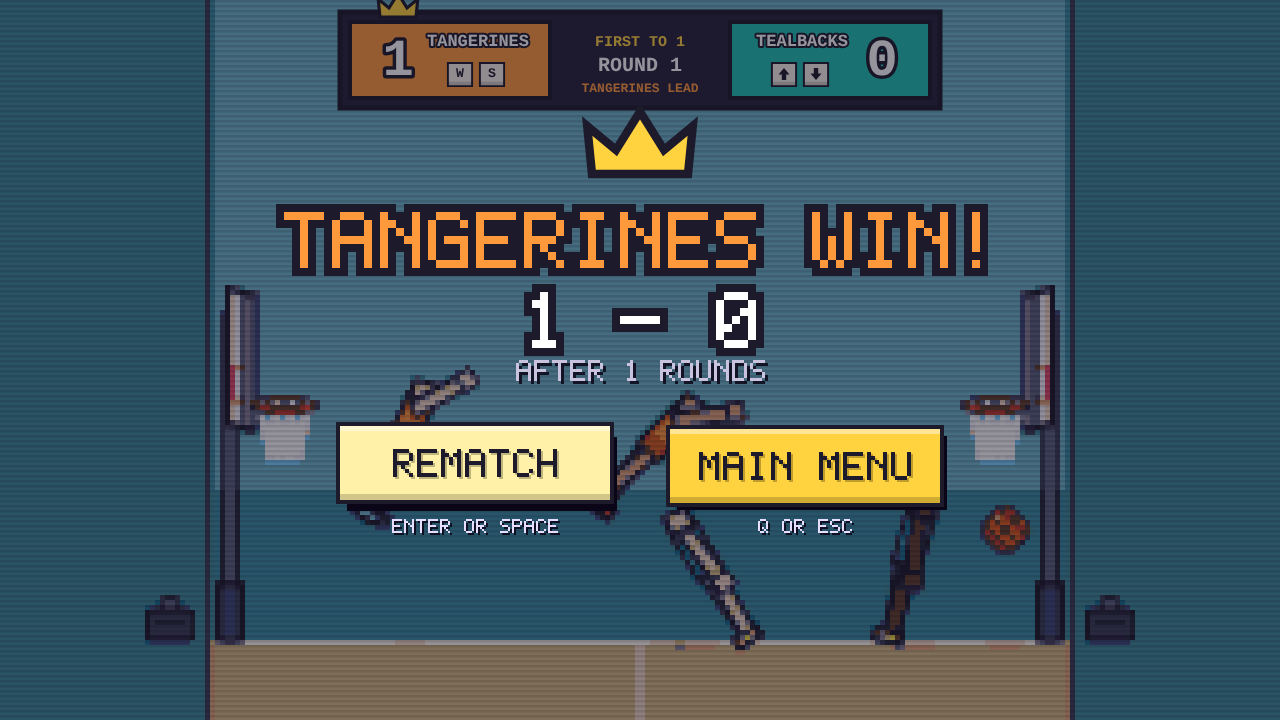 1 TANGERINES
W S
FIRST TO 1
ROUND 1
TANGERINES LEAD
TEALBACKS 0
TANGERINES WIN!
1 - 0
AFTER 1 ROUNDS
REMATCH
ENTER OR SPACE
MAIN MENU
Q OR ESC